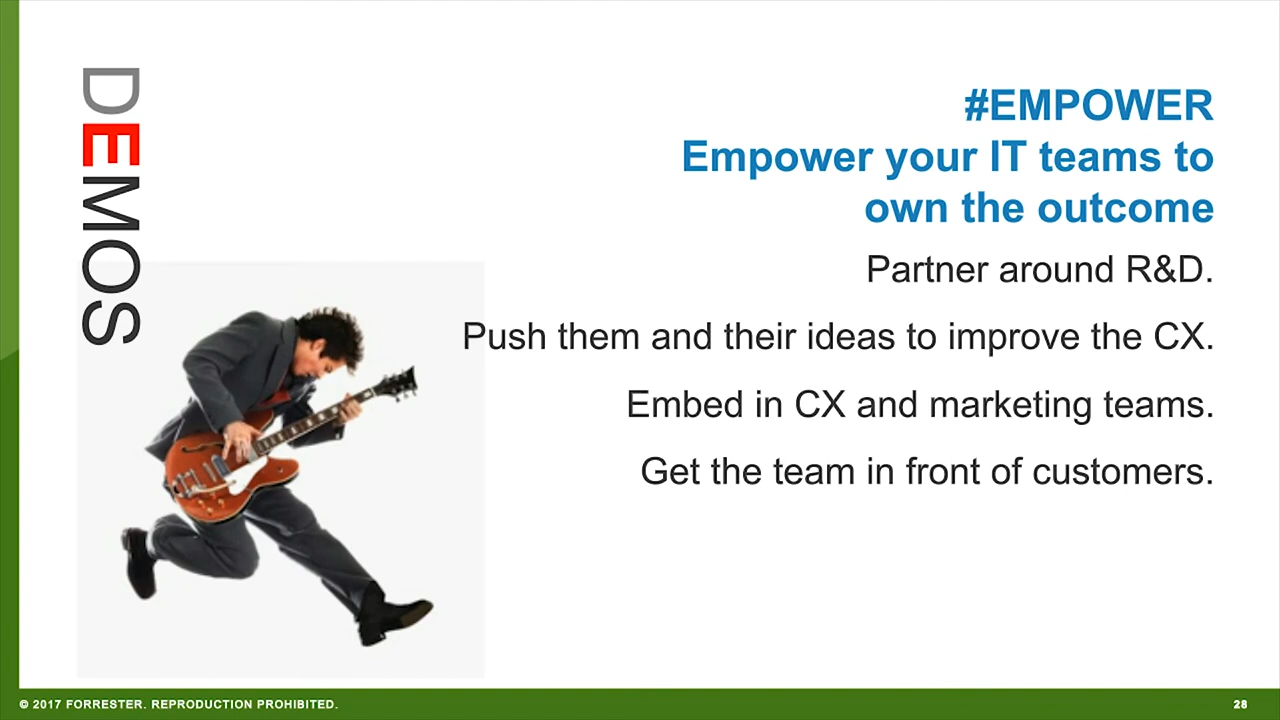 DEMOS
#EMPOWER
Empower your IT teams to
own the outcome
Partner around R&D.
Push them and their ideas to improve the CX.
Embed in CX and marketing teams.
Get the team in front of customers.
© 2017 FORRESTER. REPRODUCTION PROHIBITED.
28